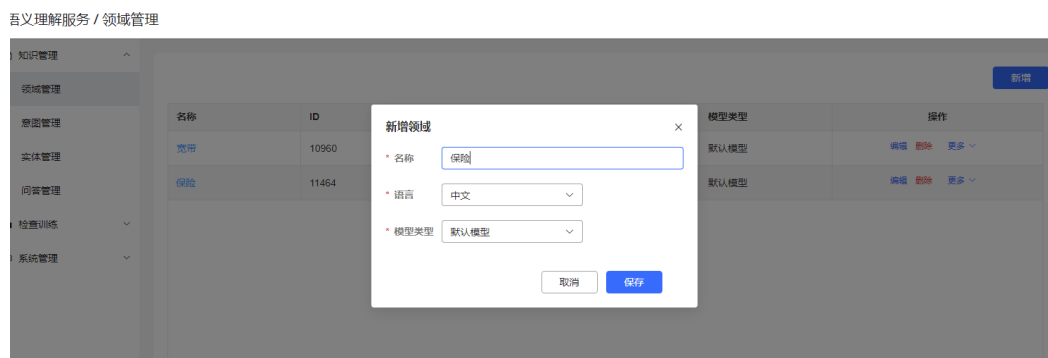 语义理解服务 / 领域管理
知识管理
新增
领域管理
名称 ID 模型类型 操作
新增领域
意图管理
宽带 10960 默认模型 编辑 删除 更多
* 名称 保险
实体管理
保险 11464 默认模型 编辑 删除 更多
问答管理
* 语言 中文
检查训练
* 模型类型 默认模型
系统管理
取消 保存